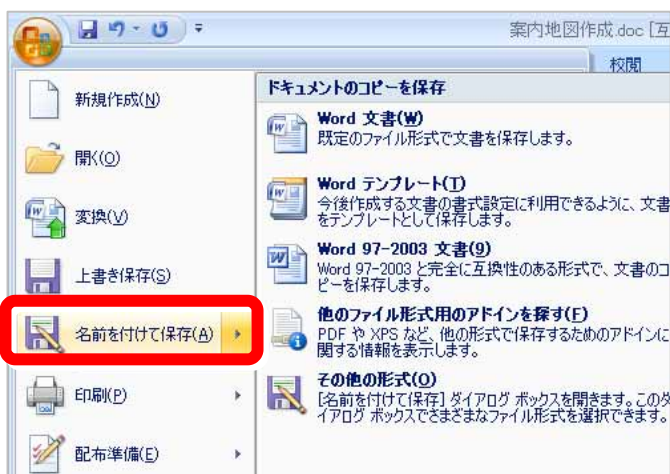 案内地図作成.doc [互
校閲
新規作成(N)
開く(O)
変換(V)
上書き保存(S)
名前を付けて保存(A)
印刷(P)
配布準備(E)
ドキュメントのコピーを保存
Word 文書(W)
既定のファイル形式で文書を保存します。
Word テンプレート(T)
今後作成する文書の書式設定に利用できるように、文書
をテンプレートとして保存します。
Word 97-2003 文書(9)
Word 97-2003 と完全に互換性のある形式で、文書のコ
ピーを保存します。
他のファイル形式用のアドインを探す(F)
PDF や XPS など、他の形式で保存するためのアドインに
関する情報を表示します。
その他の形式(O)
[名前を付けて保存] ダイアログ ボックスを開きます。このダ
イアログ ボックスでさまざまなファイル形式を選択できます。